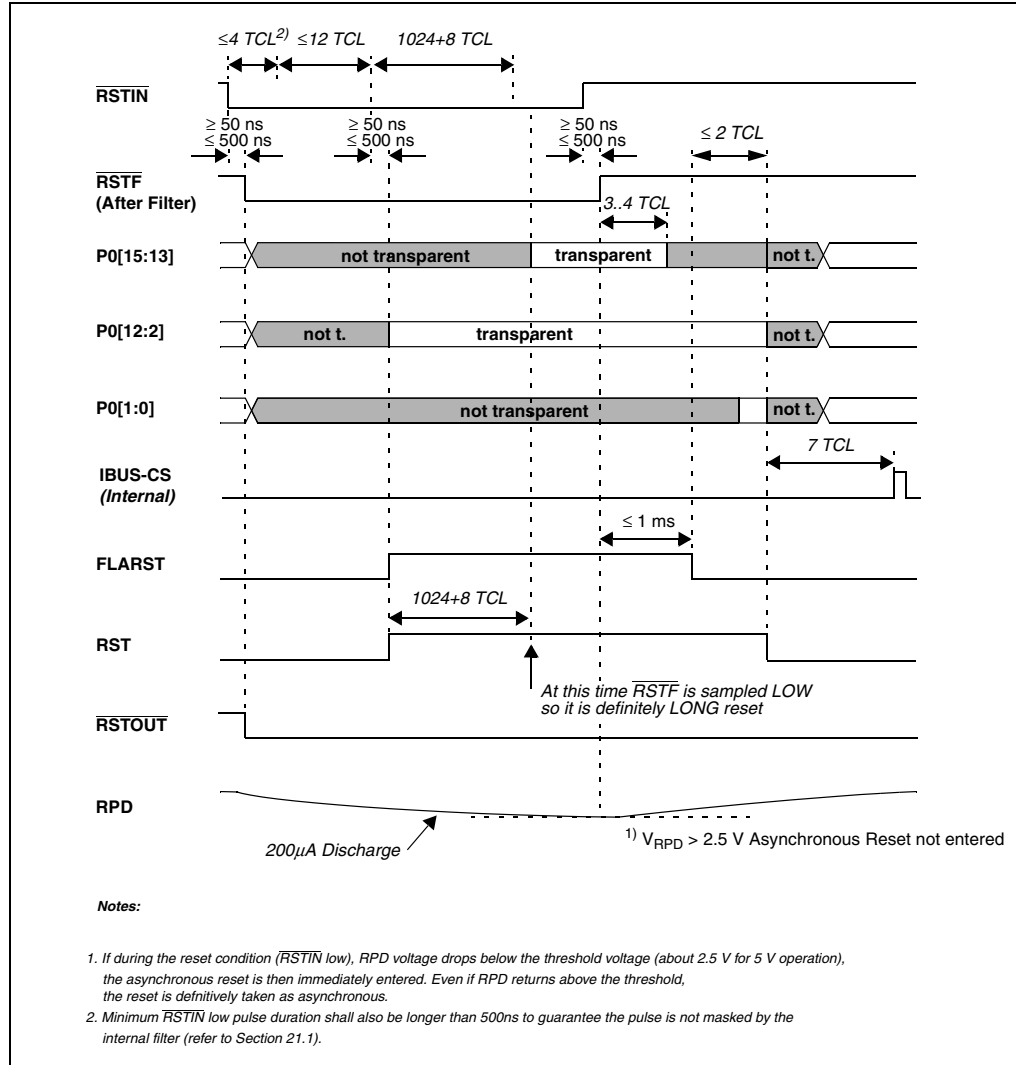 ≤4 TCL2) ≤12 TCL 1024+8 TCL
RSTIN
≥ 50 ns ≥ 50 ns ≥ 50 ns
≤ 500 ns ≤ 500 ns ≤ 500 ns
≤ 2 TCL
RSTF
(After Filter)
3..4 TCL
P0[15:13] not transparent transparent not t.
P0[12:2] not t. transparent not t.
P0[1:0] not transparent not t.
7 TCL
IBUS-CS
(Internal)
≤ 1 ms
FLARST
1024+8 TCL
RST
At this time RSTF is sampled LOW
so it is definitely LONG reset
RSTOUT
RPD
1) VRPD > 2.5 V Asynchronous Reset not entered
200µA Discharge
Notes:
1. If during the reset condition (RSTIN low), RPD voltage drops below the threshold voltage (about 2.5 V for 5 V operation),
the asynchronous reset is then immediately entered. Even if RPD returns above the threshold,
the reset is defnitively taken as asynchronous.
2. Minimum RSTIN low pulse duration shall also be longer than 500ns to guarantee the pulse is not masked by the
internal filter (refer to Section 21.1).